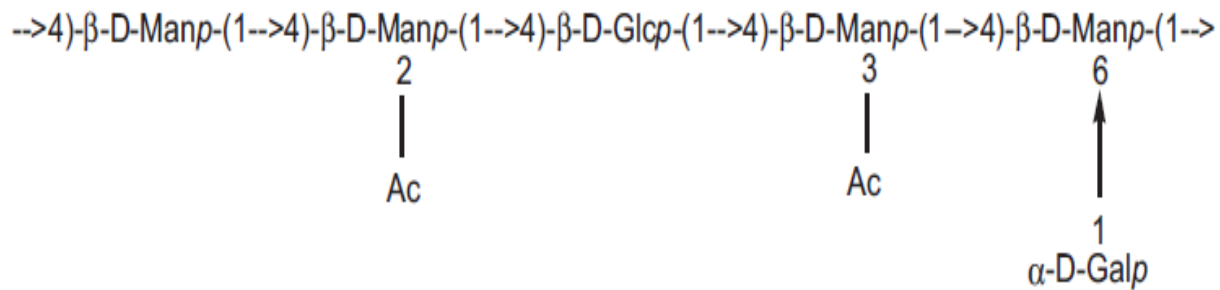 -->4)-β-D-Manp-(1-->4)-β-D-Manp-(1-->4)-β-D-Glcp-(1-->4)-β-D-Manp-(1-->4)-β-D-Manp-(1-->
2 3 6
Ac Ac
1
α-D-Galp